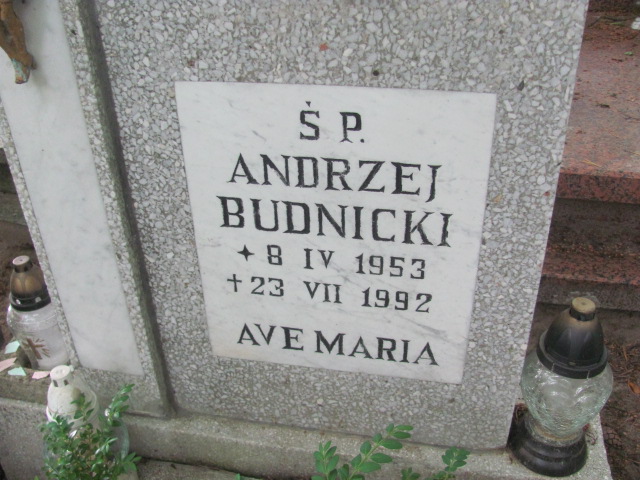 Ś P.
ANDRZEJ
BUDNICKI
✦ 8 IV 1953
† 23 VII 1992
AVE MARIA